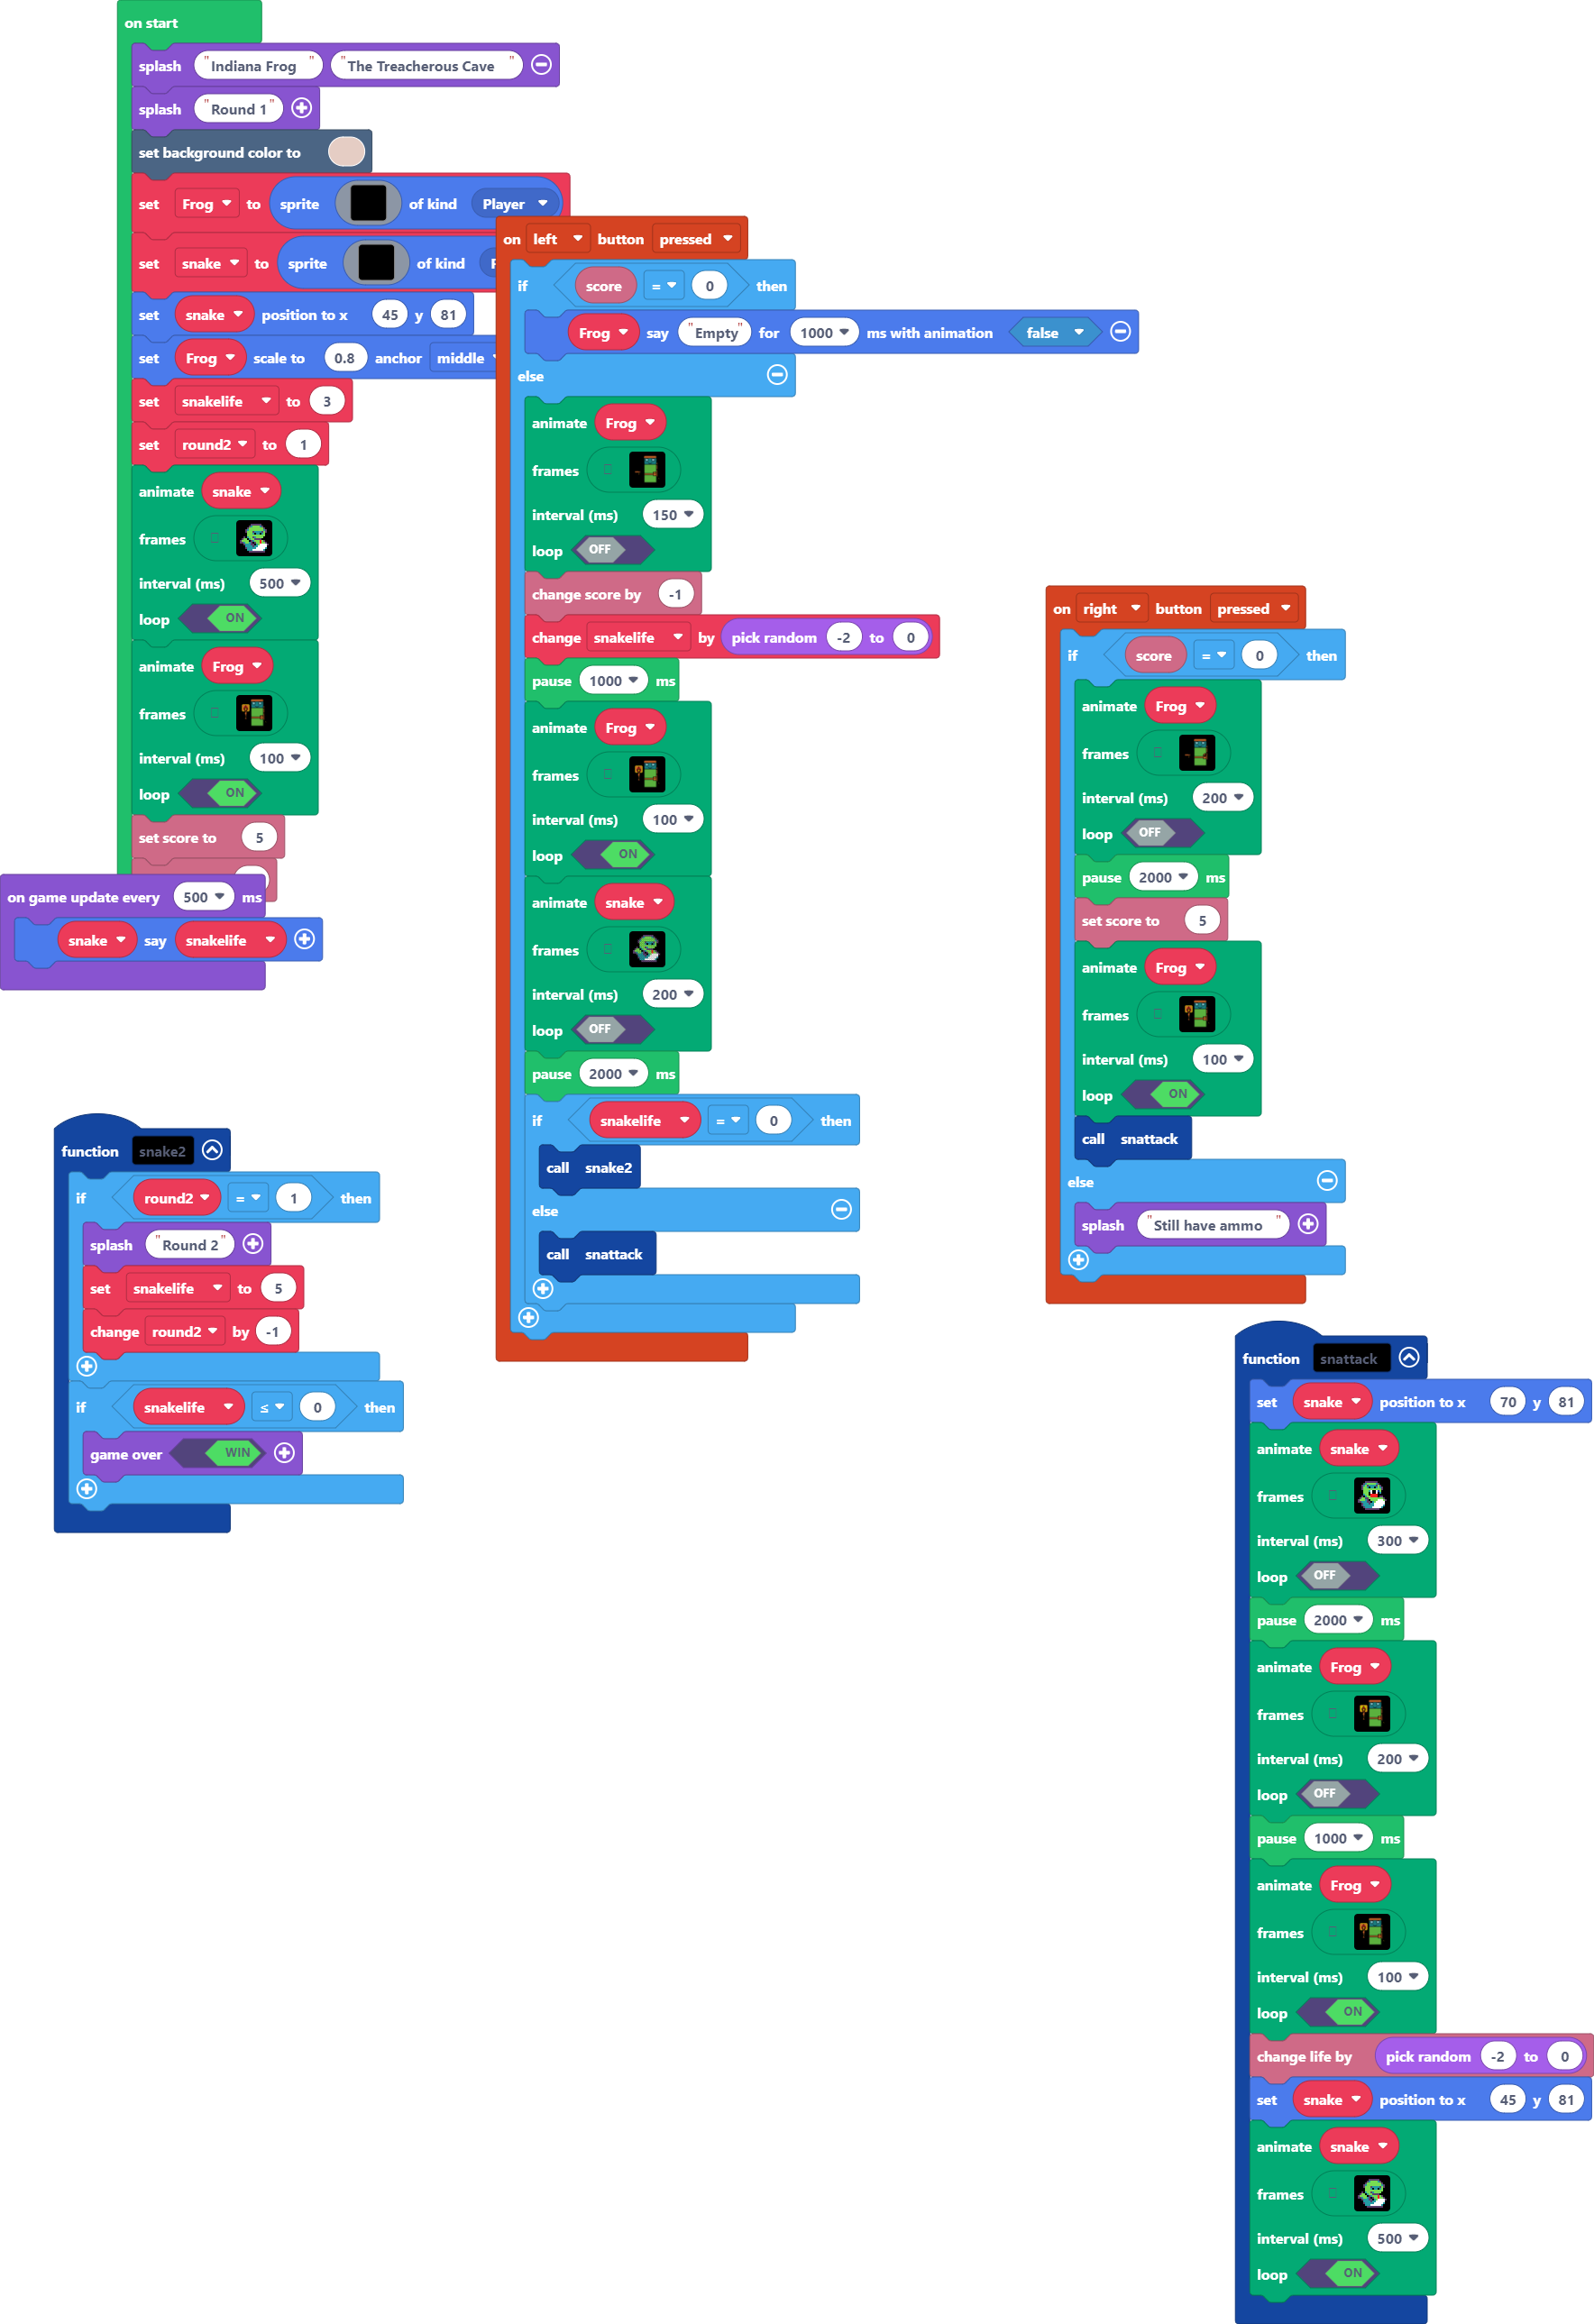 on start
splash "Indiana Frog" "The Treacherous Cave"
splash "Round 1"
set background color to
set Frog to sprite of kind Player
set snake to sprite of kind
set snake position to x 45 y 81
set Frog scale to 0.8 anchor middle
set snakelife to 3
set round2 to 1
animate snake
frames
interval (ms) 500
loop ON
animate Frog
frames
interval (ms) 100
loop ON
set score to 5
on game update every 500 ms
snake say snakelife
function snake2
if round2 = 1 then
splash "Round 2"
set snakelife to 5
change round2 by -1
if snakelife ≤ 0 then
game over WIN
on left button pressed
if score = 0 then
Frog say "Empty" for 1000 ms with animation false
else
animate Frog
frames
interval (ms) 150
loop OFF
change score by -1
change snakelife by pick random -2 to 0
pause 1000 ms
animate Frog
frames
interval (ms) 100
loop ON
animate snake
frames
interval (ms) 200
loop OFF
pause 2000 ms
if snakelife = 0 then
call snake2
else
call snattack
on right button pressed
if score = 0 then
animate Frog
frames
interval (ms) 200
loop OFF
pause 2000 ms
set score to 5
animate Frog
frames
interval (ms) 100
loop ON
call snattack
else
splash "Still have ammo"
function snattack
set snake position to x 70 y 81
animate snake
frames
interval (ms) 300
loop OFF
pause 2000 ms
animate Frog
frames
interval (ms) 200
loop OFF
pause 1000 ms
animate Frog
frames
interval (ms) 100
loop ON
change life by pick random -2 to 0
set snake position to x 45 y 81
animate snake
frames
interval (ms) 500
loop ON